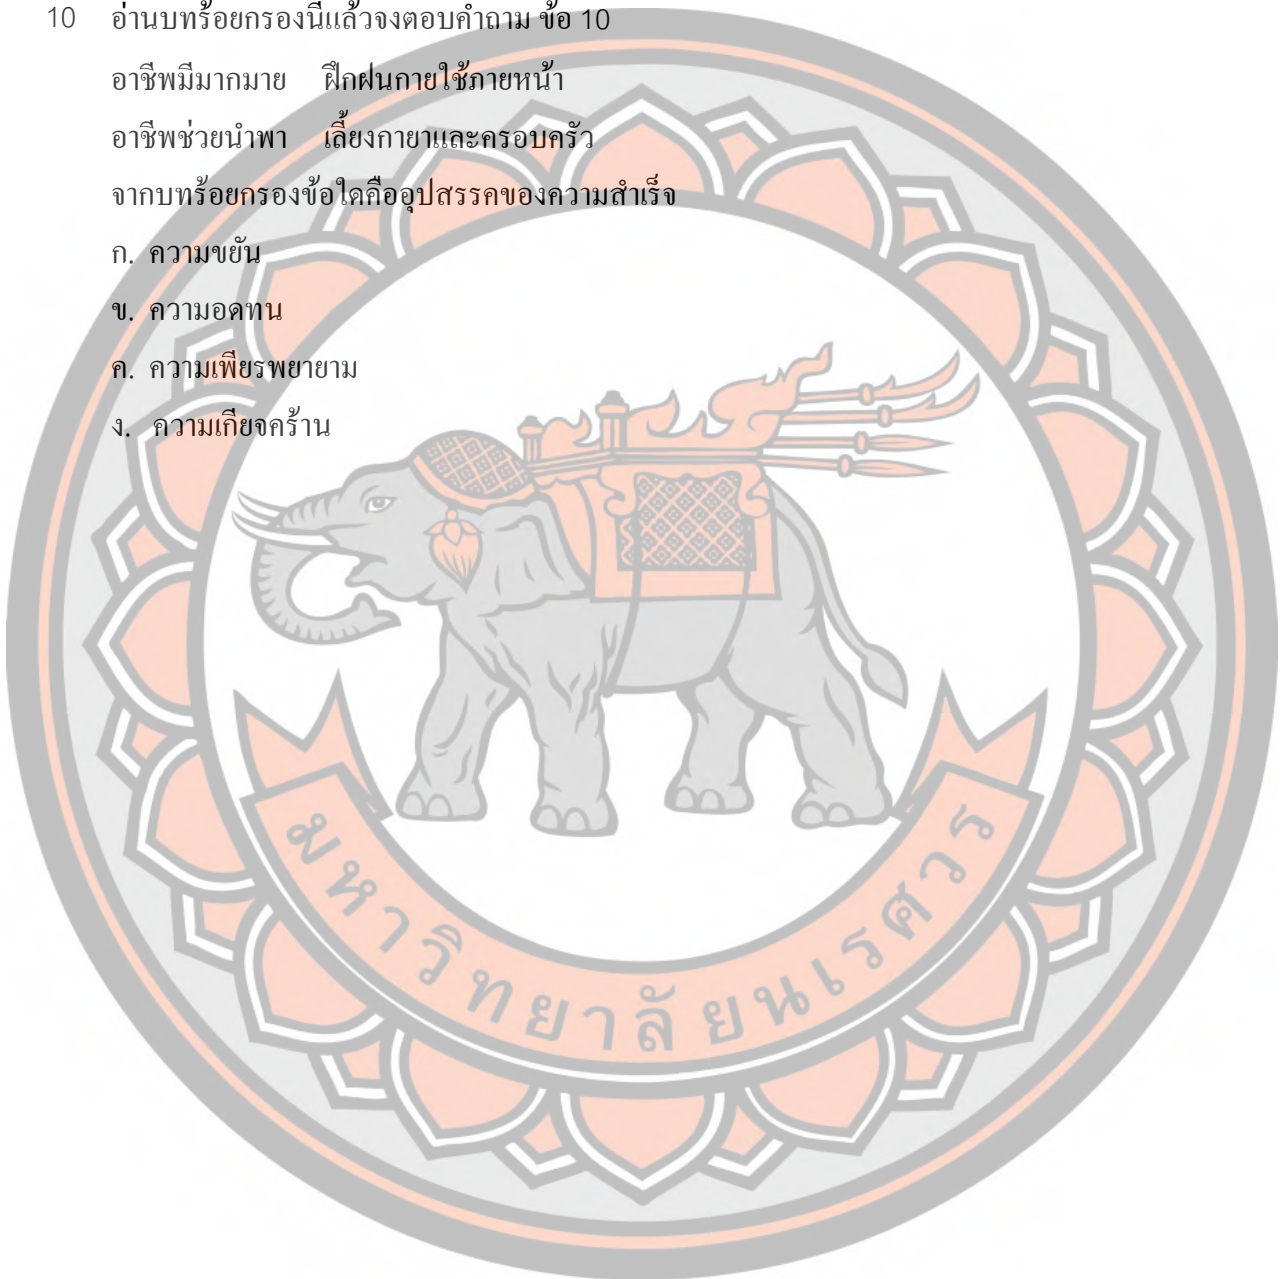 10 อ่านบทร้อยกรองนี้แล้วจงตอบคำถาม ข้อ 10
อาชีพมีมากมาย ฝึกฝนกายใช้ภายหน้า
อาชีพช่วยนำพา เลี้ยงกายาและครอบครัว
จากบทร้อยกรองข้อใดคืออุปสรรคของความสำเร็จ
ก. ความขยัน
ข. ความอดทน
ค. ความเพียรพยายาม
ง. ความเกียจคร้าน
มหาวิทยาลัยนเรศวร